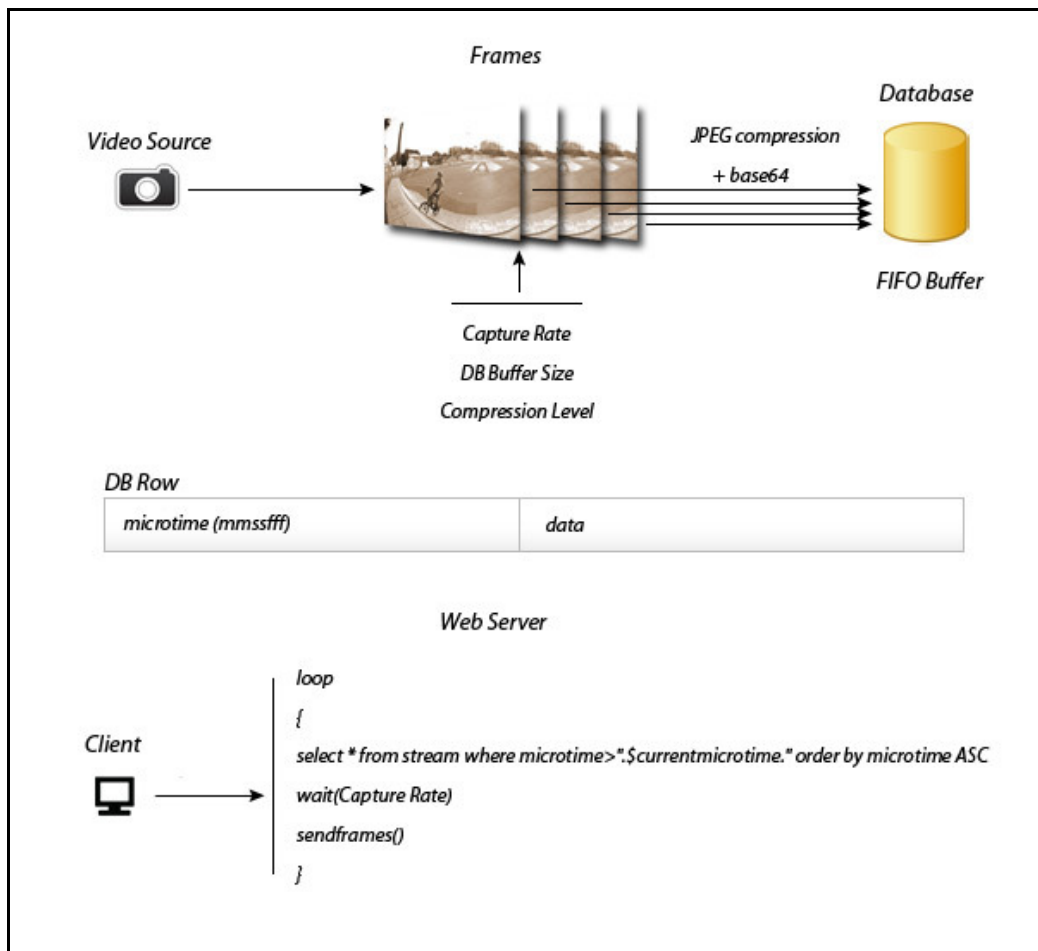 Frames
Database
Video Source
JPEG compression
+ base64
FIFO Buffer
Capture Rate
DB Buffer Size
Compression Level
DB Row
microtime (mmssfff)
data
Web Server
loop
{
select * from stream where microtime>".$currentmicrotime." order by microtime ASC
wait(Capture Rate)
sendframes()
}
Client